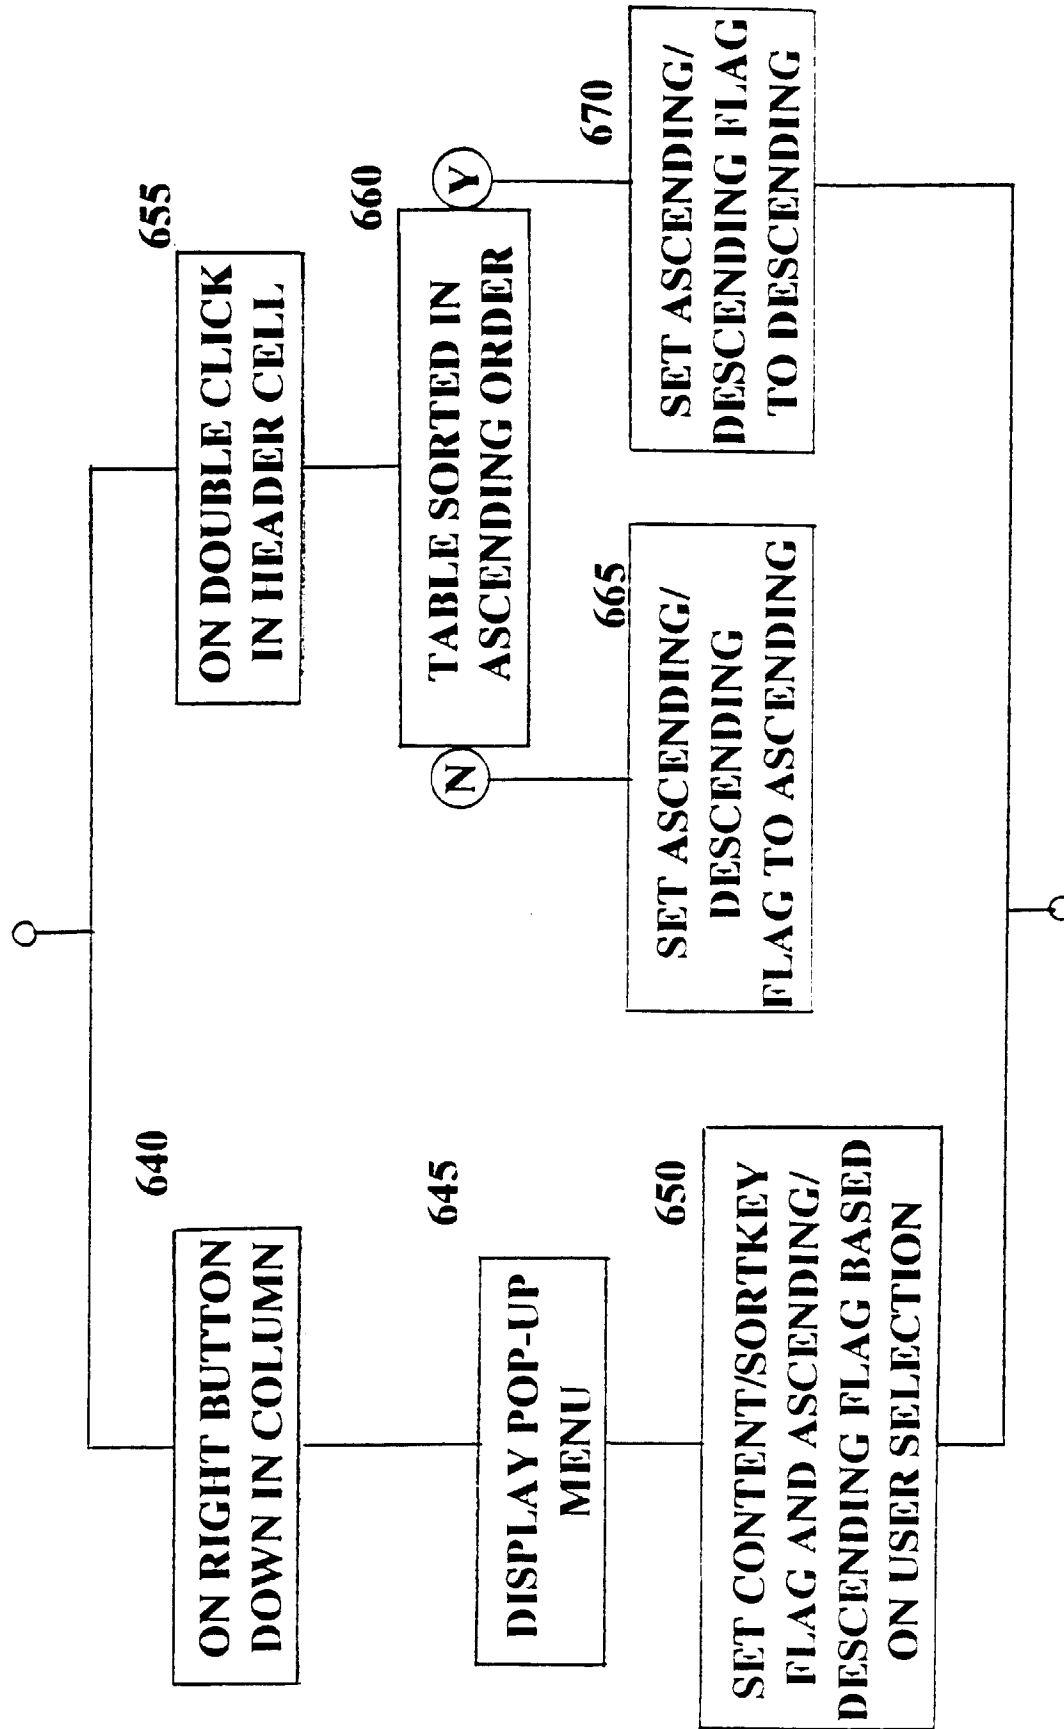 640
ON RIGHT BUTTON
DOWN IN COLUMN
645
DISPLAY POP-UP
MENU
650
SET CONTENT/SORTKEY
FLAG AND ASCENDING/
DESCENDING FLAG BASED
ON USER SELECTION
655
ON DOUBLE CLICK
IN HEADER CELL
660
TABLE SORTED IN
ASCENDING ORDER
N
Y
665
SET ASCENDING/
DESCENDING
FLAG TO ASCENDING
670
SET ASCENDING/
DESCENDING FLAG
TO DESCENDING